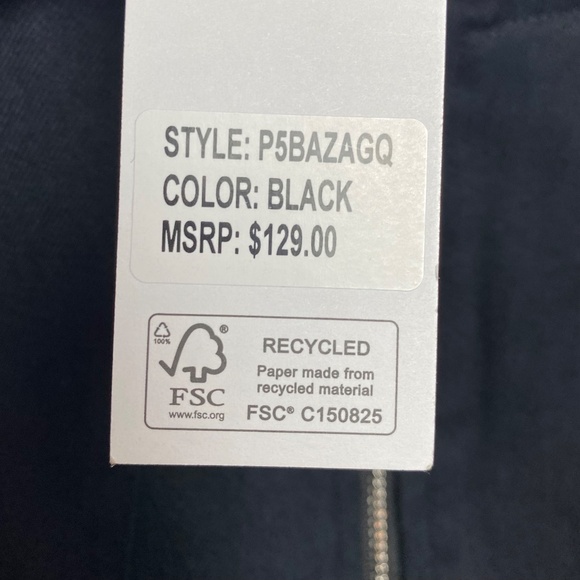 STYLE: P5BAZAGQ
COLOR: BLACK
MSRP: $129.00
100%
®
FSC
www.fsc.org
RECYCLED
Paper made from
recycled material
FSC® C150825